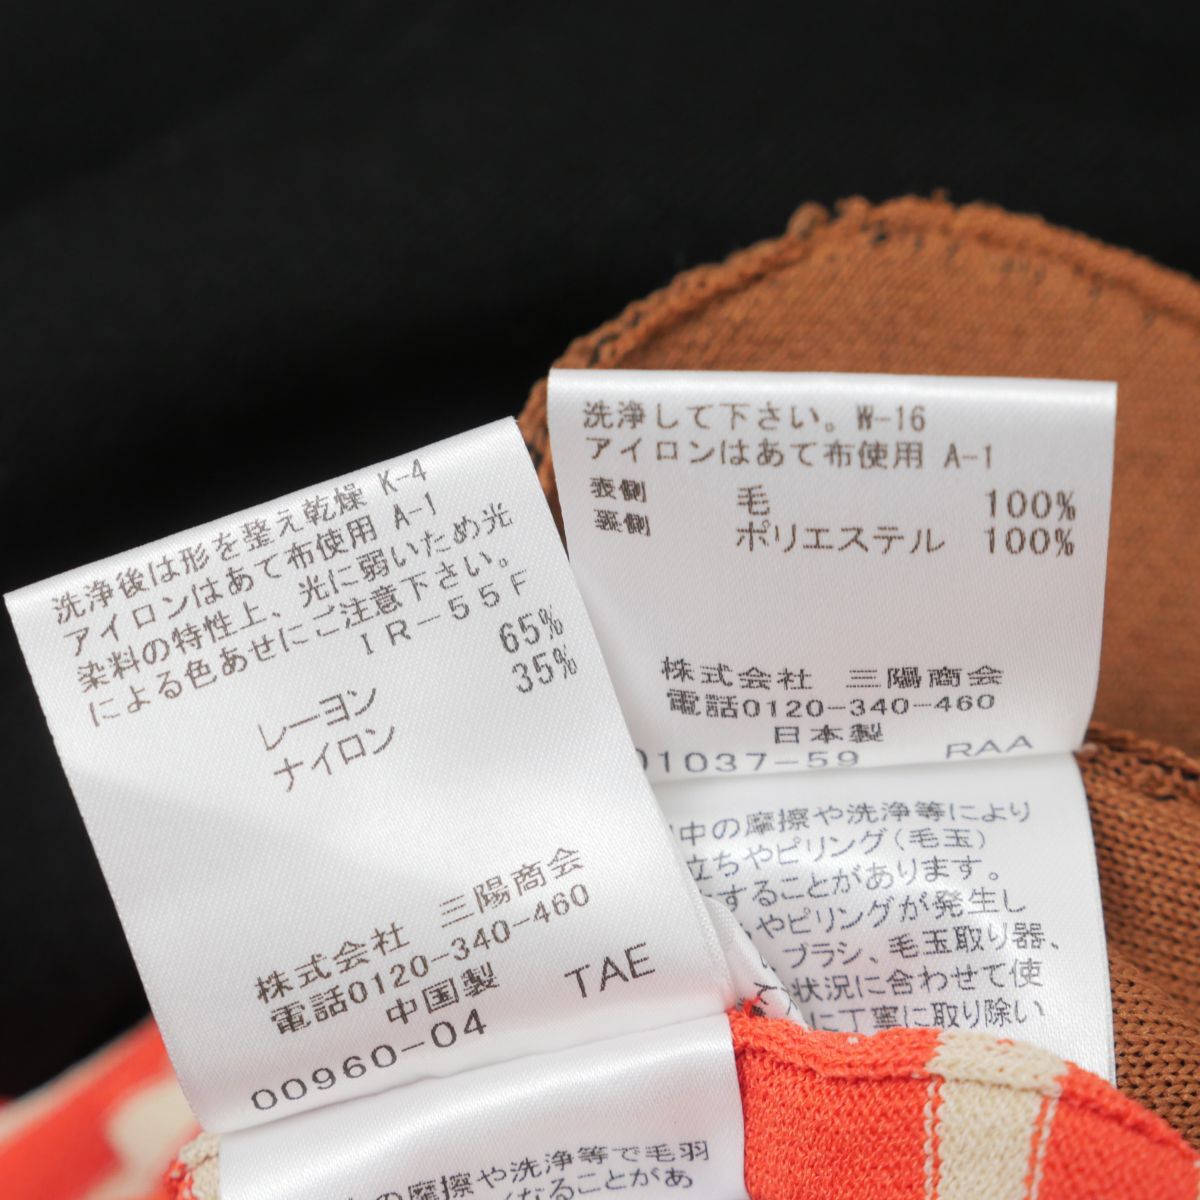 洗浄後は形を整え乾燥 K-4
アイロンはあて布使用 A-1
染料の特性上、光に弱いため光
による色あせにご注意下さい。
IR-55F
レーヨン 65%
ナイロン 35%
株式会社 三陽商会
電話0120-340-460
中国製
00960-04 TAE
摩擦や洗浄等で毛羽
なることがあ
洗浄して下さい。W-16
アイロンはあて布使用 A-1
表側 毛 100%
裏側 ポリエステル 100%
株式会社 三陽商会
電話0120-340-460
日本製
01037-59 RAA
中の摩擦や洗浄等により
立ちやピリング(毛玉)
することがあります。
やピリングが発生し
ブラシ、毛玉取り器、
状況に合わせて使
に丁寧に取り除い